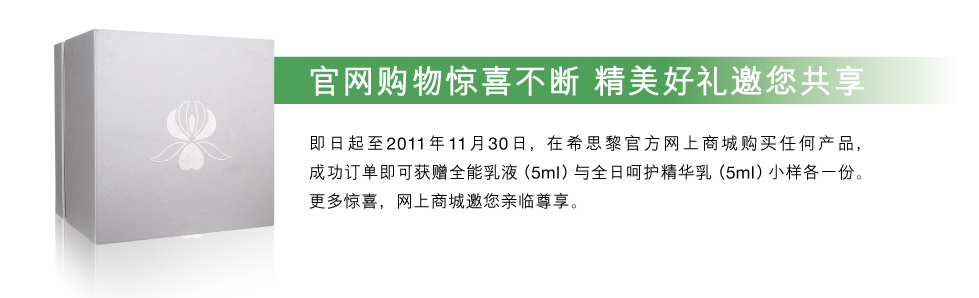 官网购物惊喜不断 精美好礼邀您共享
即日起至2011年11月30日，在希思黎官方网上商城购买任何产品，
成功订单即可获赠全能乳液（5ml）与全日呵护精华乳（5ml）小样各一份。
更多惊喜，网上商城邀您亲临尊享。